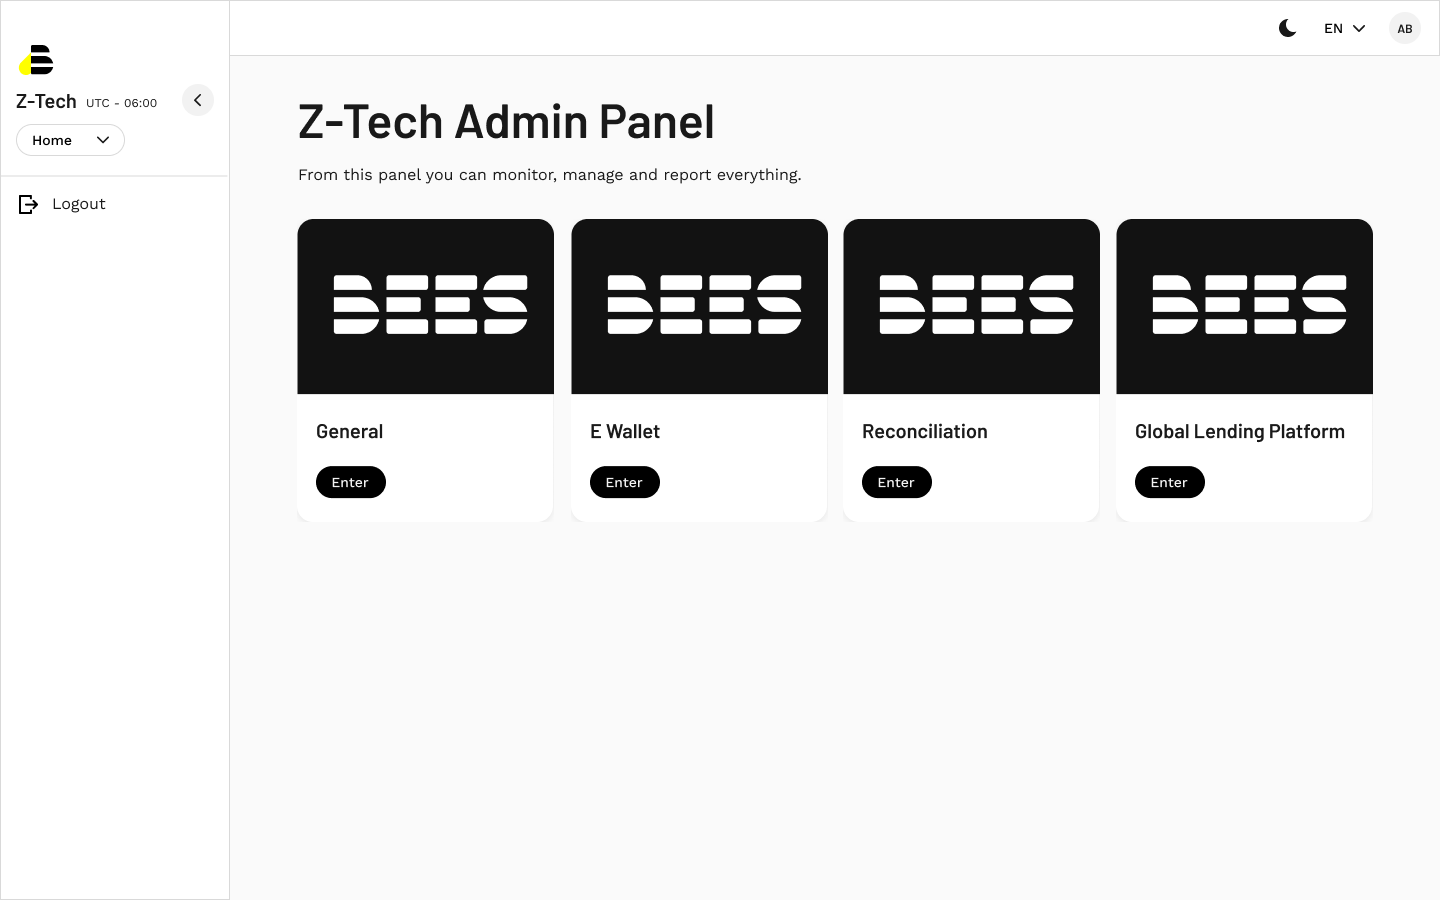 EN
AB
Z-Tech UTC - 06:00
Home
Logout
Z-Tech Admin Panel
From this panel you can monitor, manage and report everything.
BEES
General
Enter
BEES
E Wallet
Enter
BEES
Reconciliation
Enter
BEES
Global Lending Platform
Enter